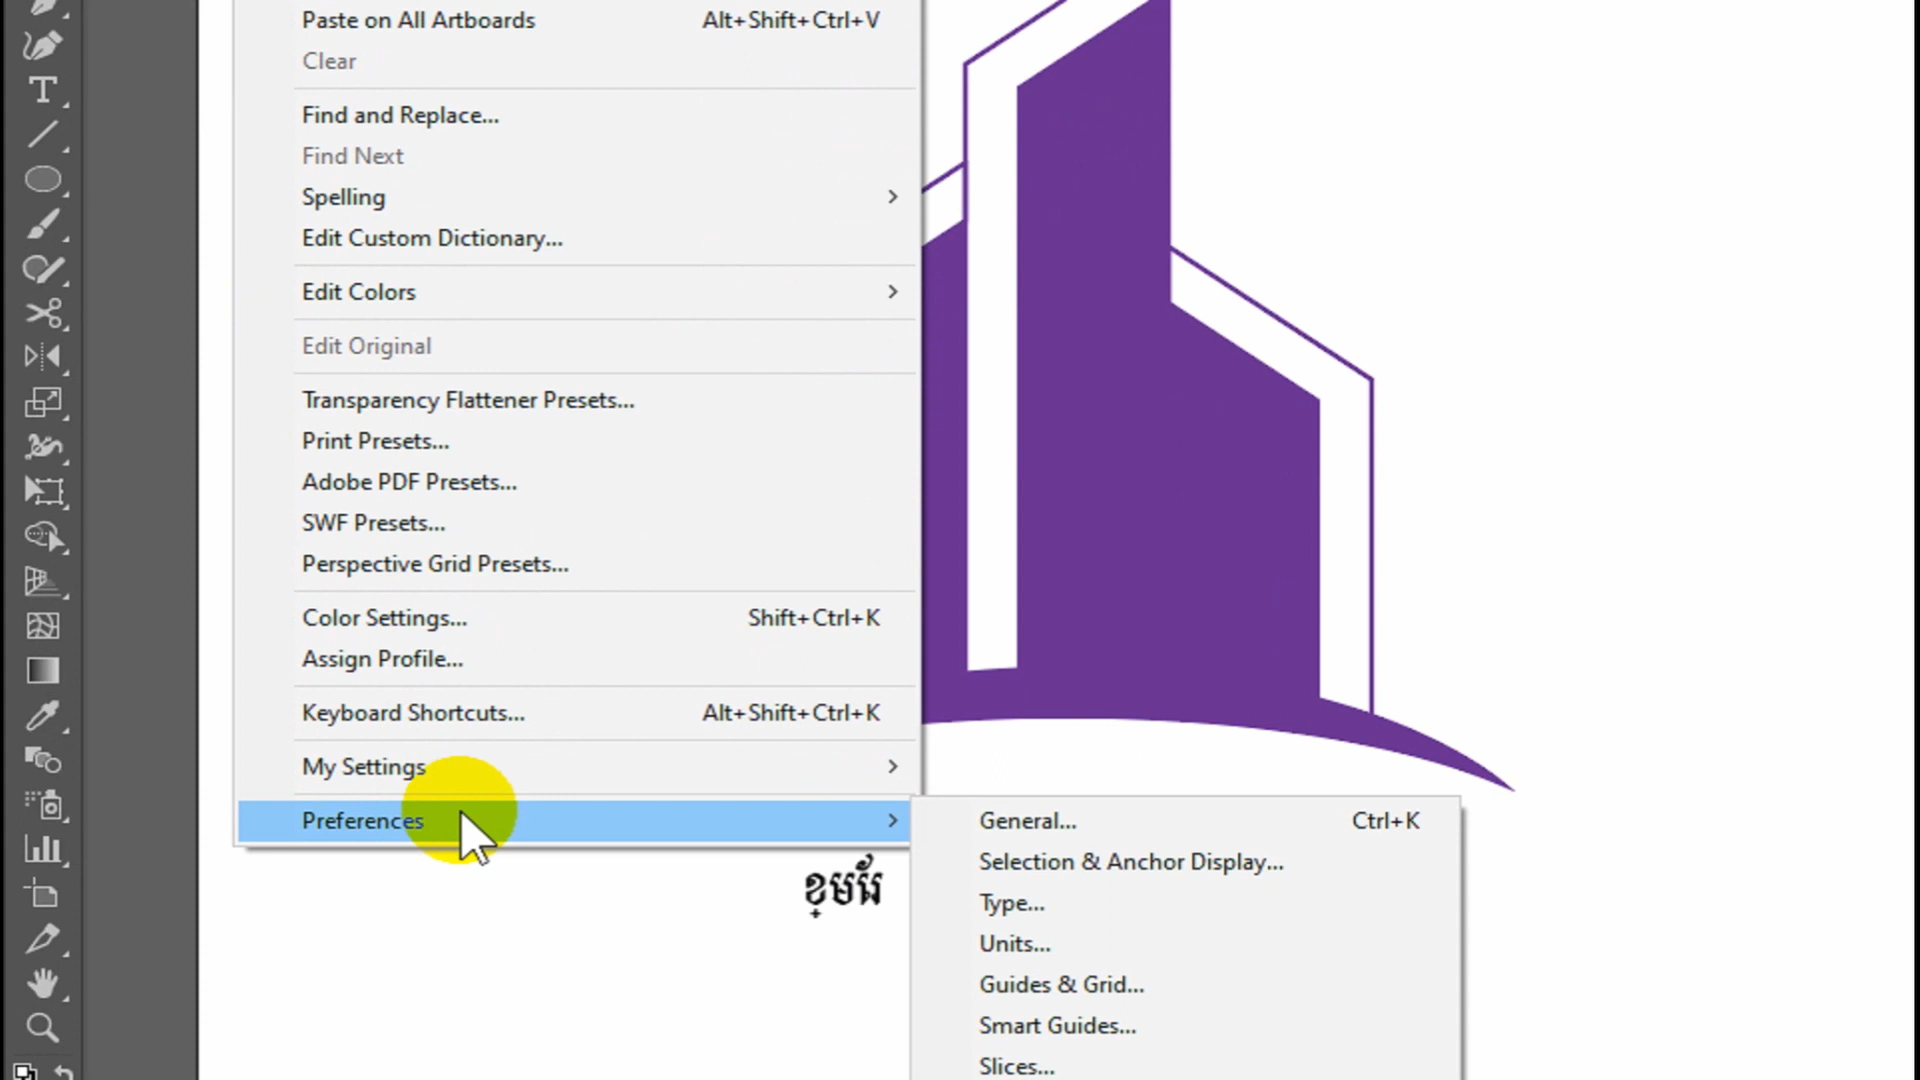 Paste on All Artboards Alt+Shift+Ctrl+V
Clear
Find and Replace...
Find Next
Spelling
Edit Custom Dictionary...
Edit Colors
Edit Original
Transparency Flattener Presets...
Print Presets...
Adobe PDF Presets...
SWF Presets...
Perspective Grid Presets...
Color Settings... Shift+Ctrl+K
Assign Profile...
Keyboard Shortcuts... Alt+Shift+Ctrl+K
My Settings
Preferences
General... Ctrl+K
Selection & Anchor Display...
Type...
Units...
Guides & Grid...
Smart Guides...
Slices...
ខ្មែរ